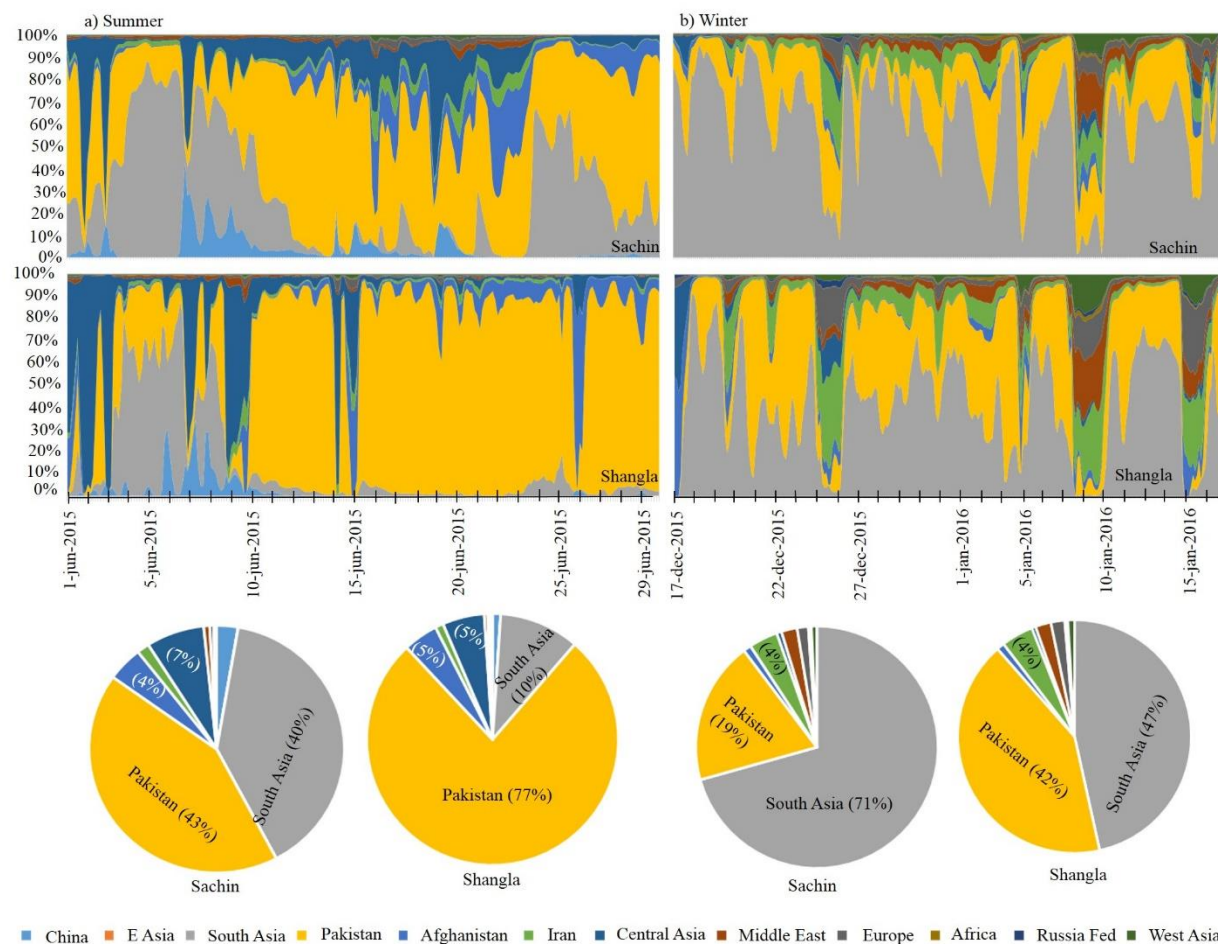 a) Summer
b) Winter
100%
90%
80%
70%
60%
50%
40%
30%
20%
10%
0%
Sachin
Sachin
100%
90%
80%
70%
60%
50%
40%
30%
20%
10%
0%
Shangla
Shangla
1-jun-2015
5-jun-2015
10-jun-2015
15-jun-2015
20-jun-2015
25-jun-2015
29-jun-2015
17-dec-2015
22-dec-2015
27-dec-2015
1-jan-2016
5-jan-2016
10-jan-2016
15-jan-2016
(7%)
(4%)
South Asia (40%)
Pakistan (43%)
Sachin
(5%)
(5%)
South Asia
(10%)
Pakistan (77%)
Shangla
(4%)
Pakistan
(19%)
South Asia (71%)
Sachin
(4%)
South Asia (47%)
Pakistan (42%)
Shangla
China E Asia South Asia Pakistan Afghanistan Iran Central Asia Middle East Europe Africa Russia Fed West Asia